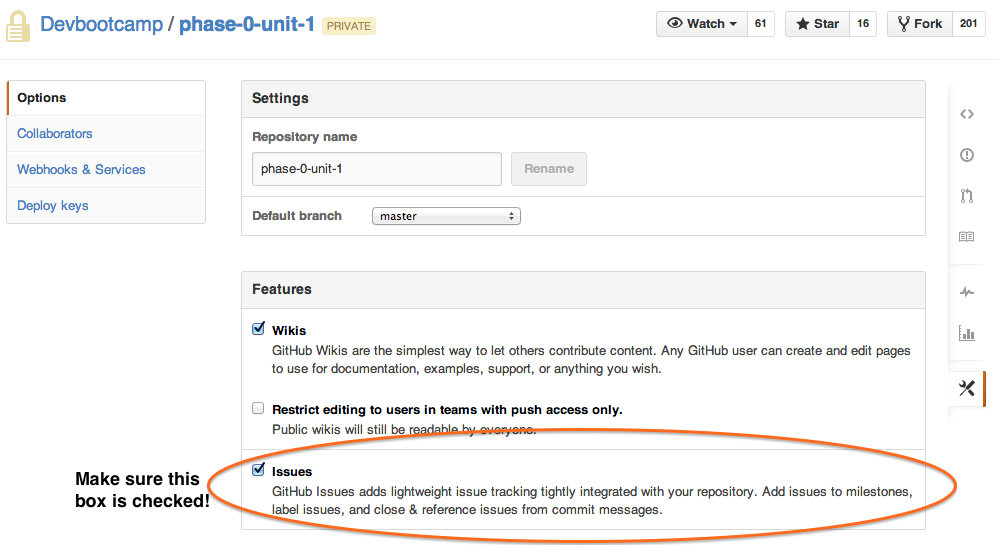 Devbootcamp / phase-0-unit-1 PRIVATE
Watch 61
Star 16
Fork 201
Options
Collaborators
Webhooks & Services
Deploy keys
Settings
Repository name
phase-0-unit-1
Rename
Default branch
master
Features
Wikis
GitHub Wikis are the simplest way to let others contribute content. Any GitHub user can create and edit pages
to use for documentation, examples, support, or anything you wish.
Restrict editing to users in teams with push access only.
Public wikis will still be readable by everyone.
Make sure this
box is checked!
Issues
GitHub Issues adds lightweight issue tracking tightly integrated with your repository. Add issues to milestones,
label issues, and close & reference issues from commit messages.